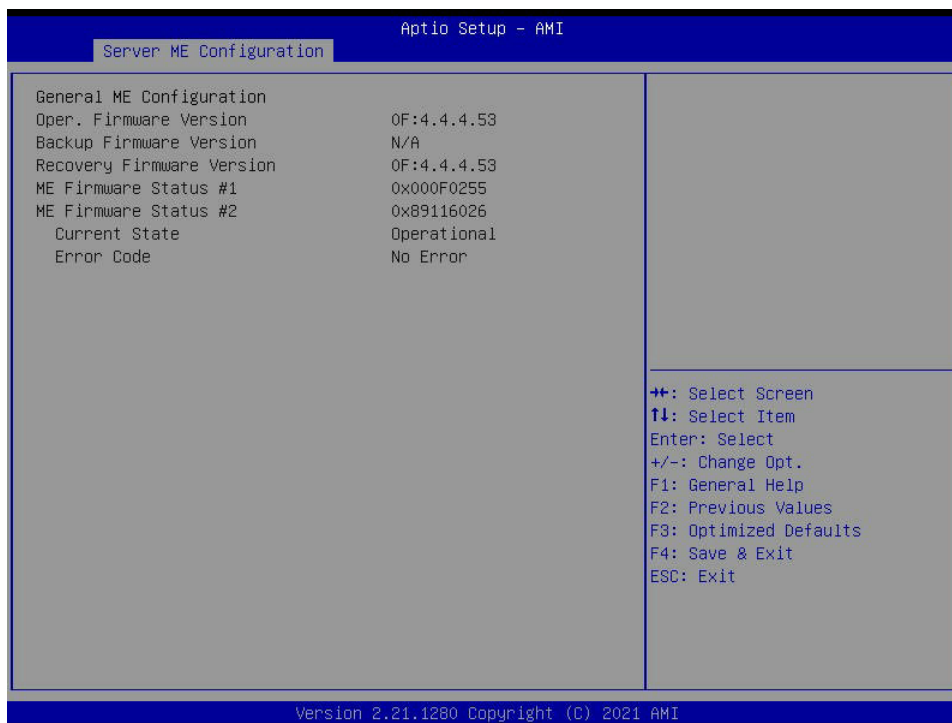 Aptio Setup – AMI
Server ME Configuration
General ME Configuration
Oper. Firmware Version 0F:4.4.4.53
Backup Firmware Version N/A
Recovery Firmware Version 0F:4.4.4.53
ME Firmware Status #1 0x000F0255
ME Firmware Status #2 0x89116026
Current State Operational
Error Code No Error
→←: Select Screen
↑↓: Select Item
Enter: Select
+/-: Change Opt.
F1: General Help
F2: Previous Values
F3: Optimized Defaults
F4: Save & Exit
ESC: Exit
Version 2.21.1280 Copyright (C) 2021 AMI